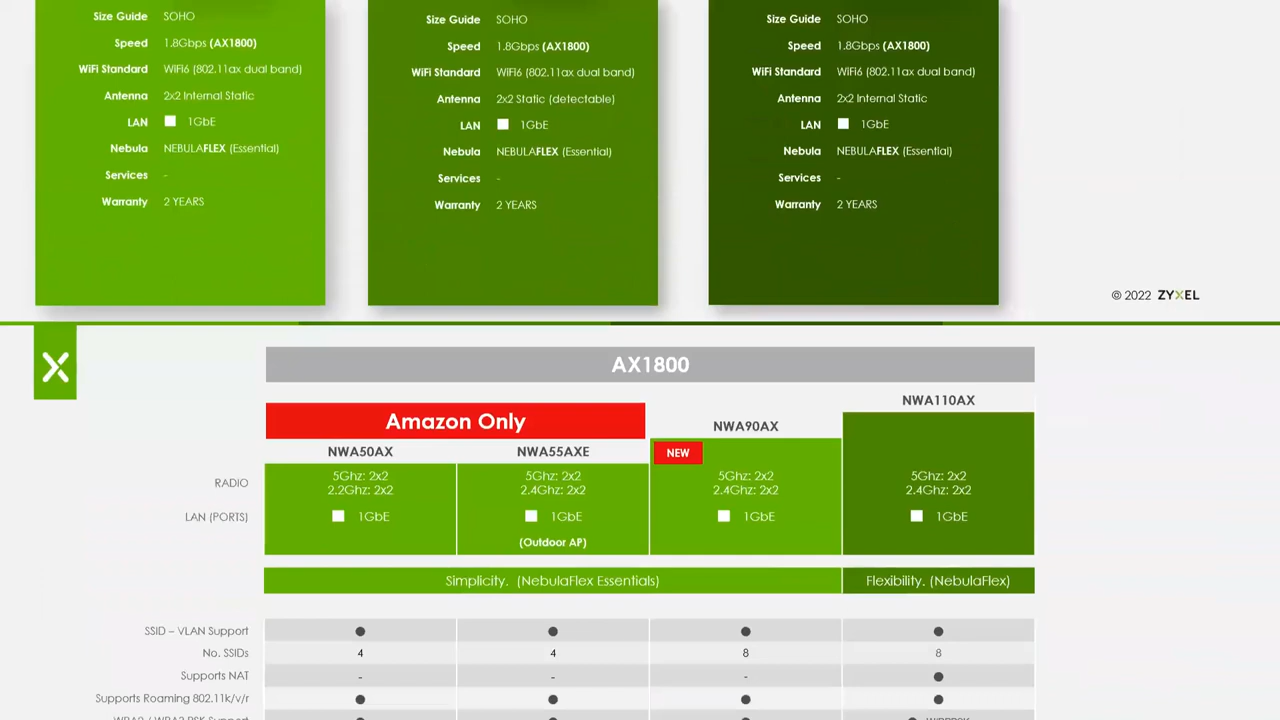 Size Guide SOHO
Speed 1.8Gbps (AX1800)
WiFi Standard WiFi6 (802.11ax dual band)
Antenna 2x2 Internal Static
LAN 1GbE
Nebula NEBULAFLEX (Essential)
Services -
Warranty 2 YEARS
Size Guide SOHO
Speed 1.8Gbps (AX1800)
WiFi Standard WiFi6 (802.11ax dual band)
Antenna 2x2 Static (detectable)
LAN 1GbE
Nebula NEBULAFLEX (Essential)
Services -
Warranty 2 YEARS
Size Guide SOHO
Speed 1.8Gbps (AX1800)
WiFi Standard WiFi6 (802.11ax dual band)
Antenna 2x2 Internal Static
LAN 1GbE
Nebula NEBULAFLEX (Essential)
Services -
Warranty 2 YEARS
© 2022 ZYXEL
AX1800
NWA110AX
Amazon Only
NWA90AX
NWA50AX NWA55AXE NEW
RADIO 5Ghz: 2x2 5Ghz: 2x2 5Ghz: 2x2 5Ghz: 2x2
2.2Ghz: 2x2 2.4Ghz: 2x2 2.4Ghz: 2x2 2.4Ghz: 2x2
LAN (PORTS) 1GbE 1GbE 1GbE 1GbE
(Outdoor AP)
Simplicity. (NebulaFlex Essentials) Flexibility. (NebulaFlex)
SSID – VLAN Support ● ● ● ●
No. SSIDs 4 4 8 8
Supports NAT - - - ●
Supports Roaming 802.11k/v/r ● ● ● ●
WPA2 / WPA3 PSK Support